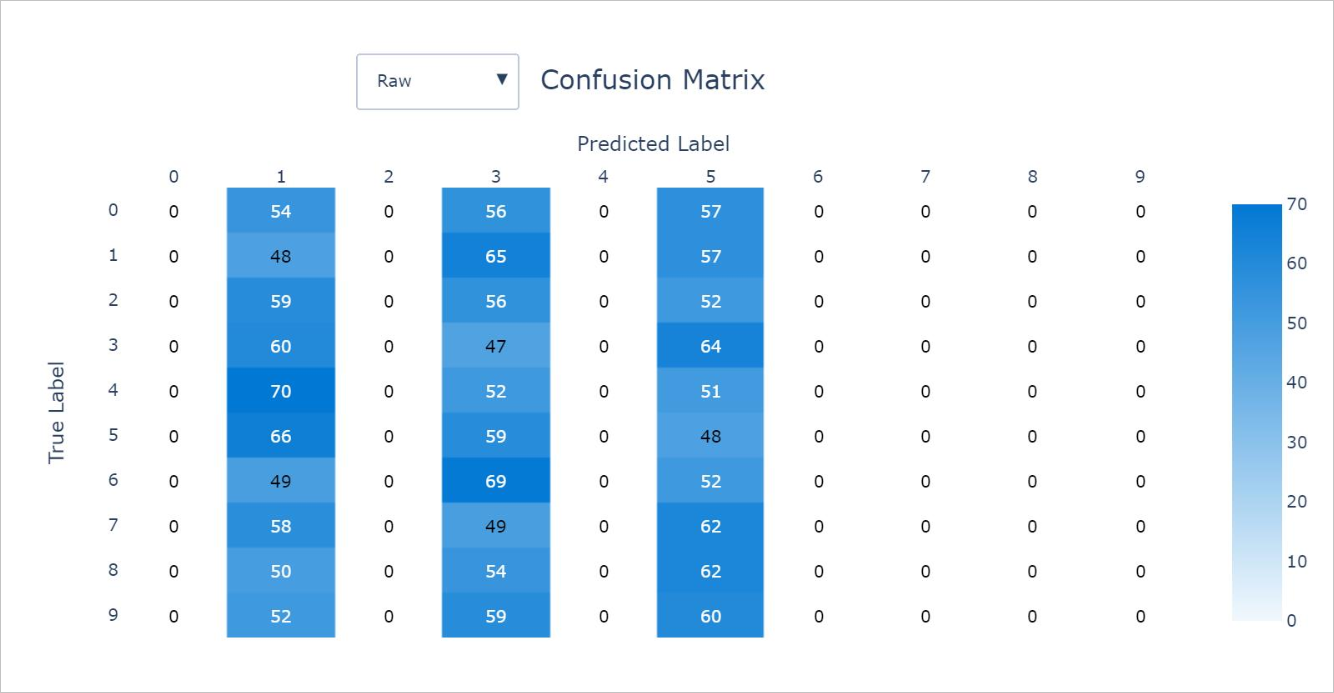 Raw ▼ Confusion Matrix
Predicted Label
0 1 2 3 4 5 6 7 8 9
0 0 54 0 56 0 57 0 0 0 0
1 0 48 0 65 0 57 0 0 0 0
2 0 59 0 56 0 52 0 0 0 0
3 0 60 0 47 0 64 0 0 0 0
4 0 70 0 52 0 51 0 0 0 0
5 0 66 0 59 0 48 0 0 0 0
6 0 49 0 69 0 52 0 0 0 0
7 0 58 0 49 0 62 0 0 0 0
8 0 50 0 54 0 62 0 0 0 0
9 0 52 0 59 0 60 0 0 0 0
True Label
70
60
50
40
30
20
10
0